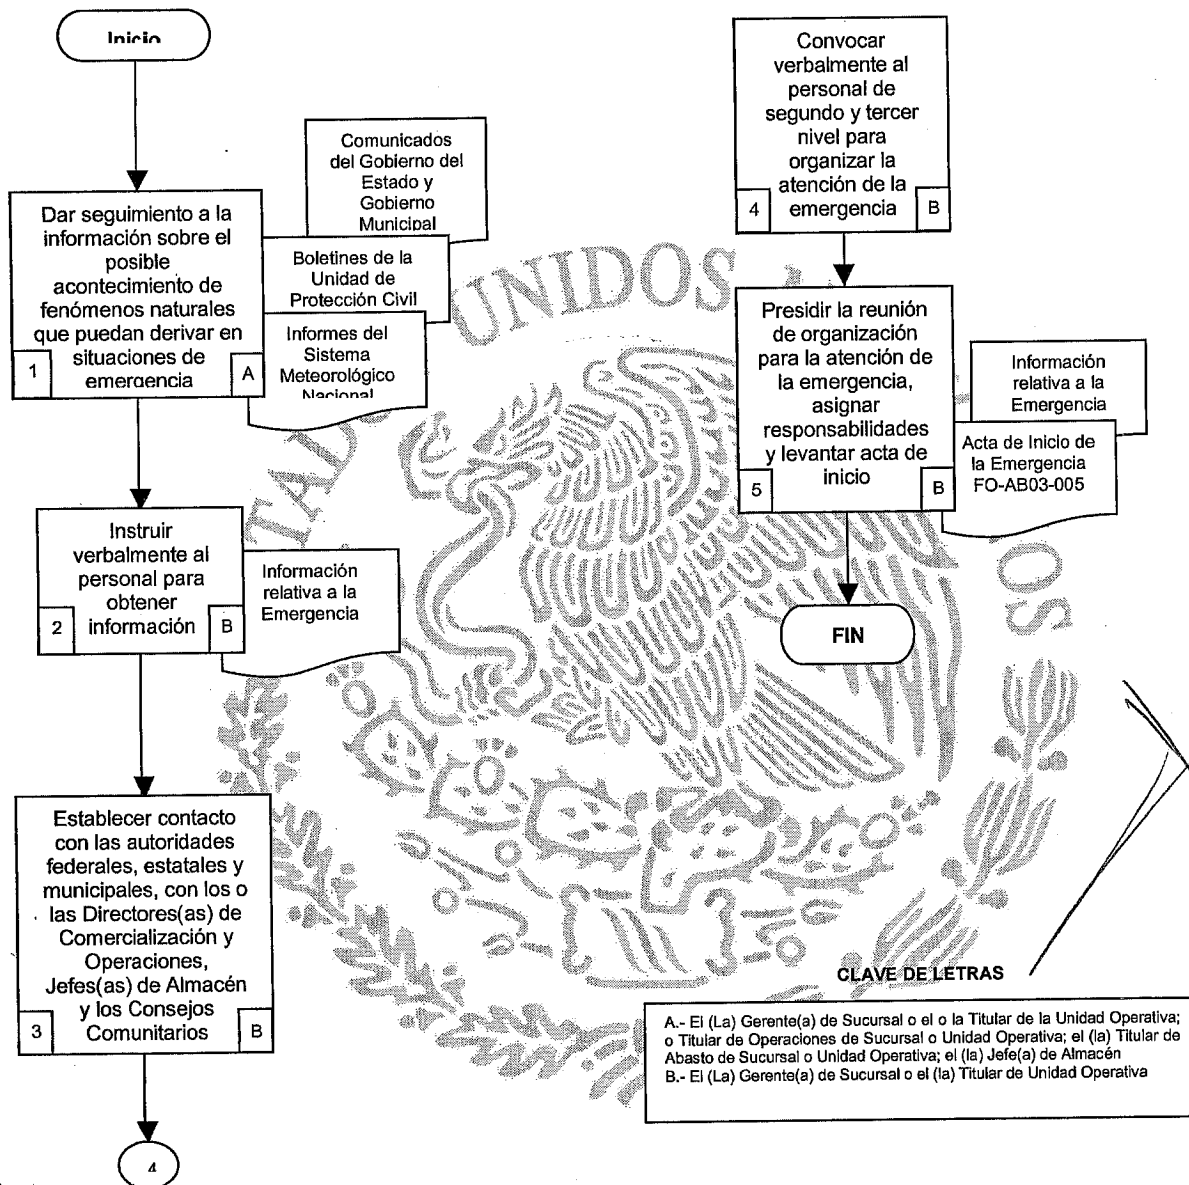 Inicio
Dar seguimiento a la
información sobre el
posible
acontecimiento de
fenómenos naturales
que puedan derivar en
situaciones de
emergencia
1
A
Comunicados
del Gobierno del
Estado y
Gobierno
Municipal
Boletines de la
Unidad de
Protección Civil
Informes del
Sistema
Meteorológico
Nacional
Instruir
verbalmente al
personal para
obtener
información
2
B
Información
relativa a la
Emergencia
Establecer contacto
con las autoridades
federales, estatales y
municipales, con los o
las Directores(as) de
Comercialización y
Operaciones,
Jefes(as) de Almacén
y los Consejos
Comunitarios
3
B
4
Convocar
verbalmente al
personal de
segundo y tercer
nivel para
organizar la
atención de la
emergencia
4
B
Presidir la reunión
de organización
para la atención de
la emergencia,
asignar
responsabilidades
y levantar acta de
inicio
5
B
Información
relativa a la
Emergencia
Acta de Inicio de
la Emergencia
FO-AB03-005
FIN
UNIDOS
CLAVE DE LETRAS
A.- El (La) Gerente(a) de Sucursal o el o la Titular de la Unidad Operativa;
o Titular de Operaciones de Sucursal o Unidad Operativa; el (la) Titular de
Abasto de Sucursal o Unidad Operativa; el (la) Jefe(a) de Almacén
B.- El (La) Gerente(a) de Sucursal o el (la) Titular de Unidad Operativa